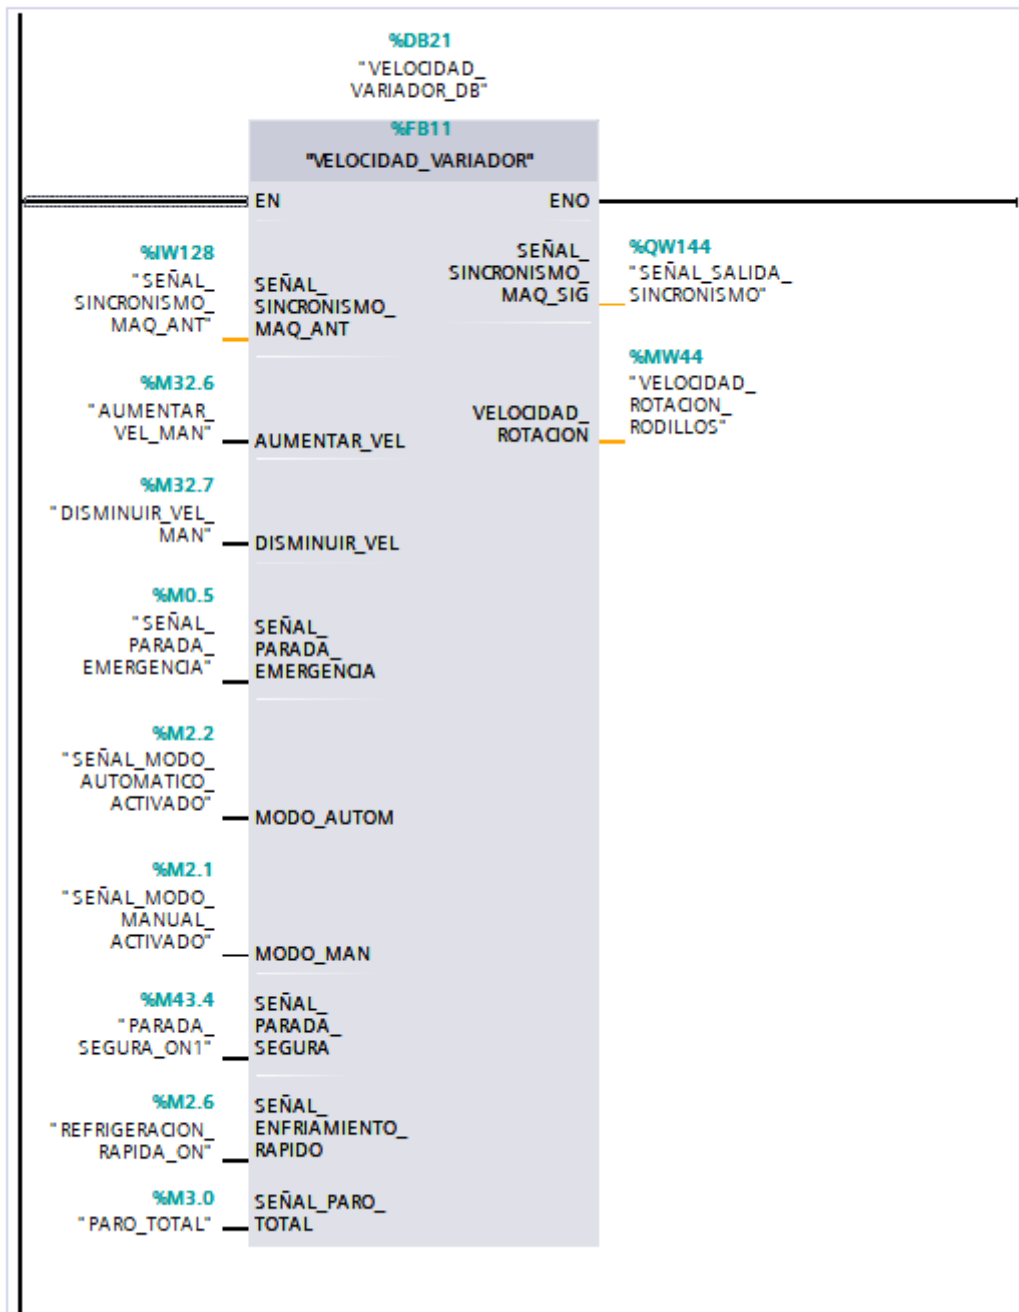 %DB21
"VELOCIDAD_
VARIADOR_DB"
%FB11
"VELOCIDAD_VARIADOR"
EN
ENO
%IW128
"SEÑAL_
SINCRONISMO_
MAQ_ANT"
SEÑAL_
SINCRONISMO_
MAQ_ANT
SEÑAL_
SINCRONISMO_
MAQ_SIG
%QW144
"SEÑAL_SALIDA_
SINCRONISMO"
%M32.6
"AUMENTAR_
VEL_MAN"
AUMENTAR_VEL
VELOCIDAD_
ROTACION
%MW44
"VELOCIDAD_
ROTACION_
RODILLOS"
%M32.7
"DISMINUIR_VEL_
MAN"
DISMINUIR_VEL
%M0.5
"SEÑAL_
PARADA_
EMERGENCIA"
SEÑAL_
PARADA_
EMERGENCIA
%M2.2
"SEÑAL_MODO_
AUTOMATICO_
ACTIVADO"
MODO_AUTOM
%M2.1
"SEÑAL_MODO_
MANUAL_
ACTIVADO"
MODO_MAN
%M43.4
"PARADA_
SEGURA_ON1"
SEÑAL_
PARADA_
SEGURA
%M2.6
"REFRIGERACION_
RAPIDA_ON"
SEÑAL_
ENFRIAMIENTO_
RAPIDO
%M3.0
"PARO_TOTAL"
SEÑAL_PARO_
TOTAL